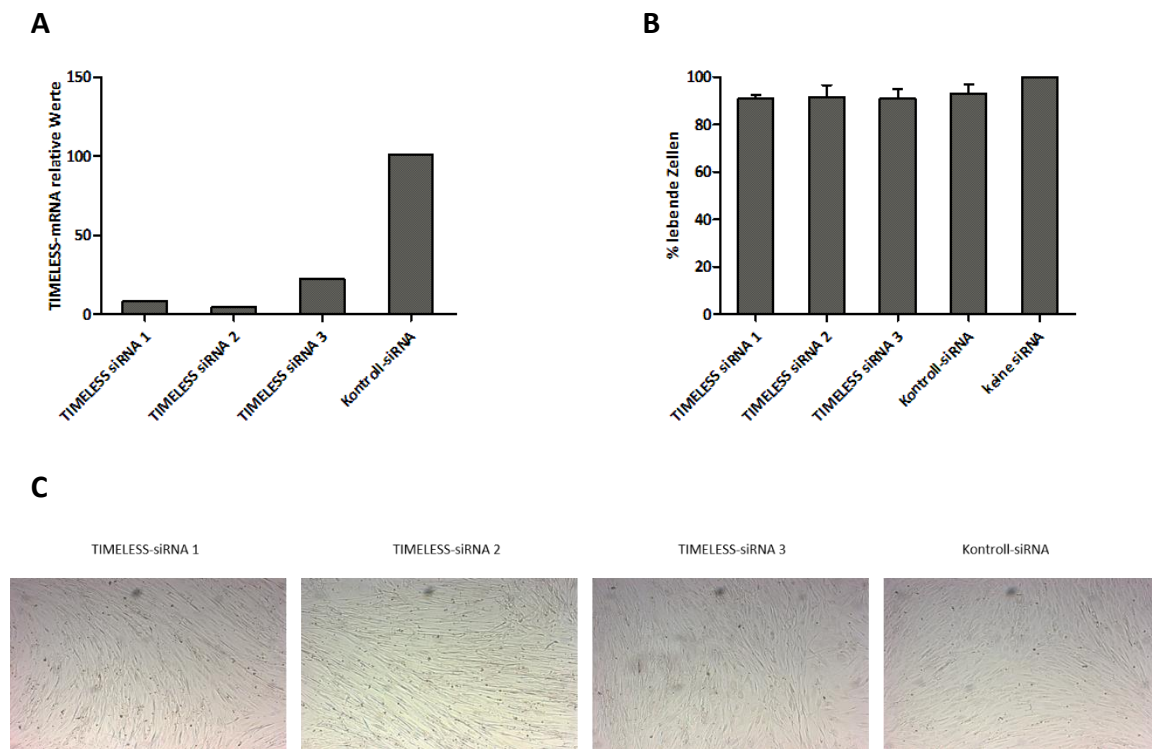 A
TIMELESS-mRNA relative Werte
150
100
50
0
TIMELESS siRNA 1
TIMELESS siRNA 2
TIMELESS siRNA 3
Kontroll-siRNA
B
% lebende Zellen
100
80
60
40
20
0
TIMELESS siRNA 1
TIMELESS siRNA 2
TIMELESS siRNA 3
Kontroll-siRNA
keine siRNA
C
TIMELESS-siRNA 1
TIMELESS-siRNA 2
TIMELESS-siRNA 3
Kontroll-siRNA